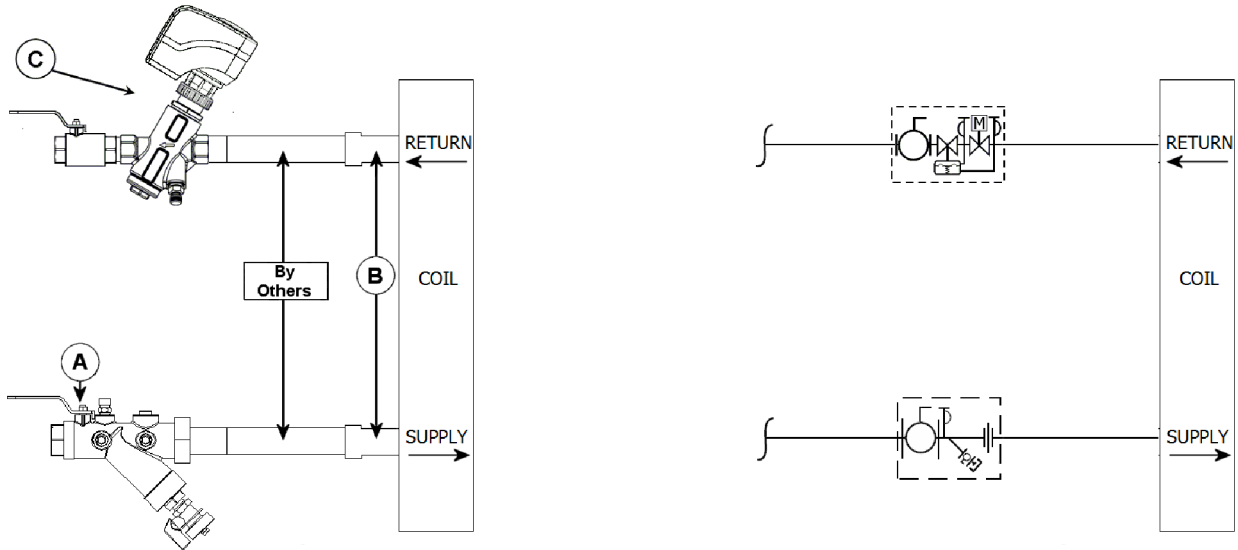 C
RETURN
By
Others
B
COIL
A
SUPPLY
M
RETURN
COIL
SUPPLY